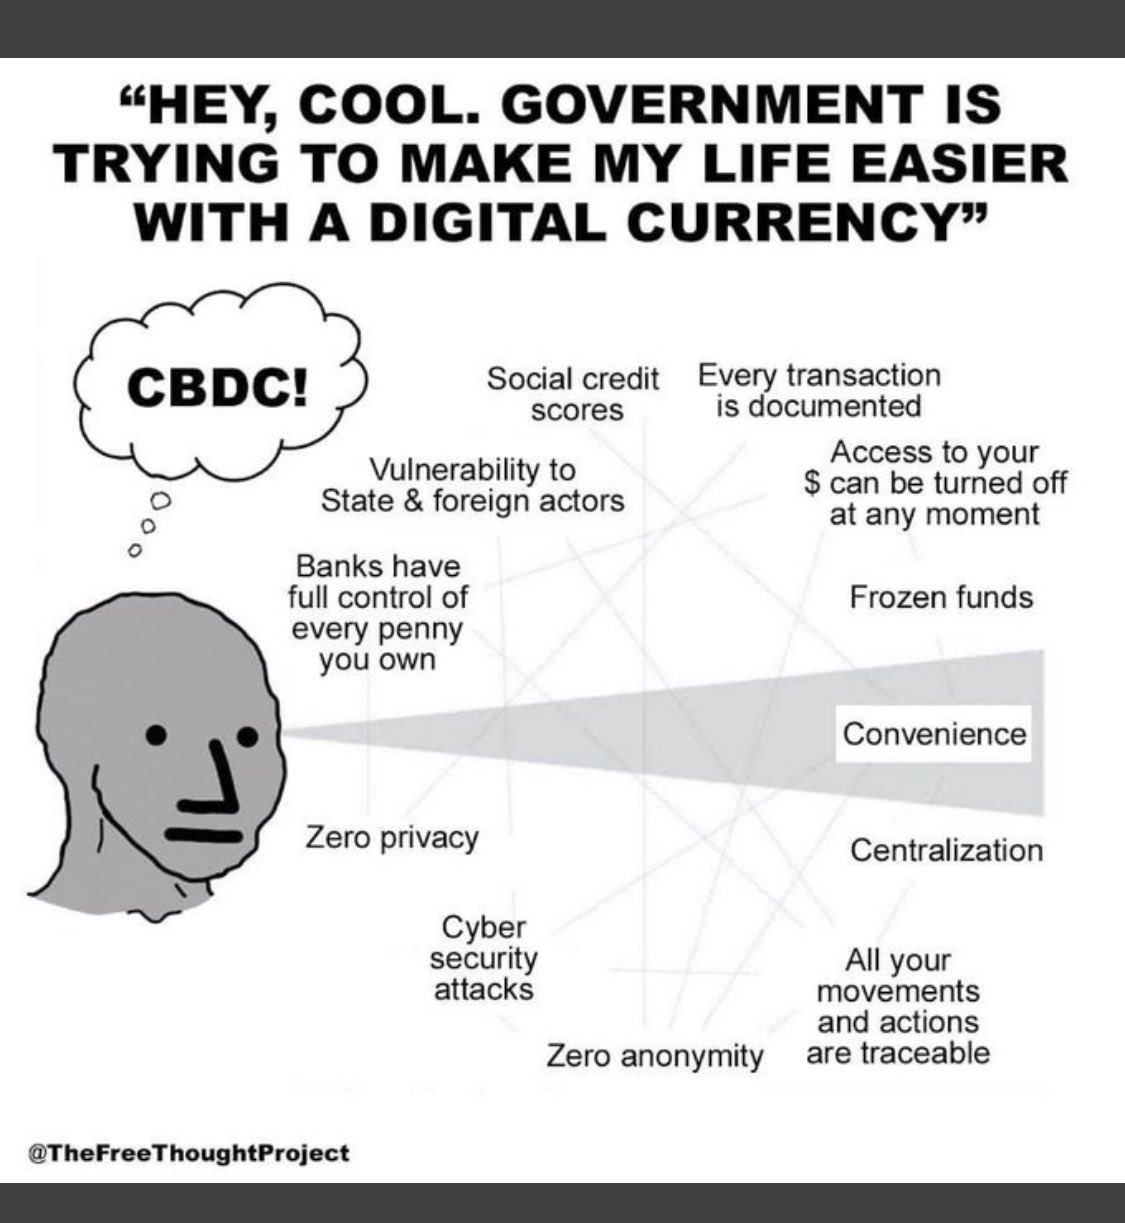 “HEY, COOL. GOVERNMENT IS
TRYING TO MAKE MY LIFE EASIER
WITH A DIGITAL CURRENCY”
CBDC!
Social credit
scores
Every transaction
is documented
Vulnerability to
State & foreign actors
Access to your
$ can be turned off
at any moment
Banks have
full control of
every penny
you own
Frozen funds
Convenience
Zero privacy
Centralization
Cyber
security
attacks
All your
movements
and actions
are traceable
Zero anonymity
@TheFreeThoughtProject